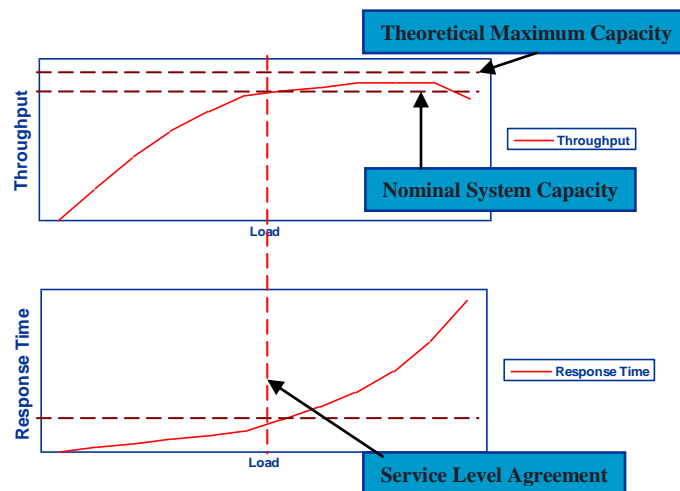 Theoretical Maximum Capacity
Throughput
Throughput
Nominal System Capacity
Load
Response Time
Response Time
Load
Service Level Agreement